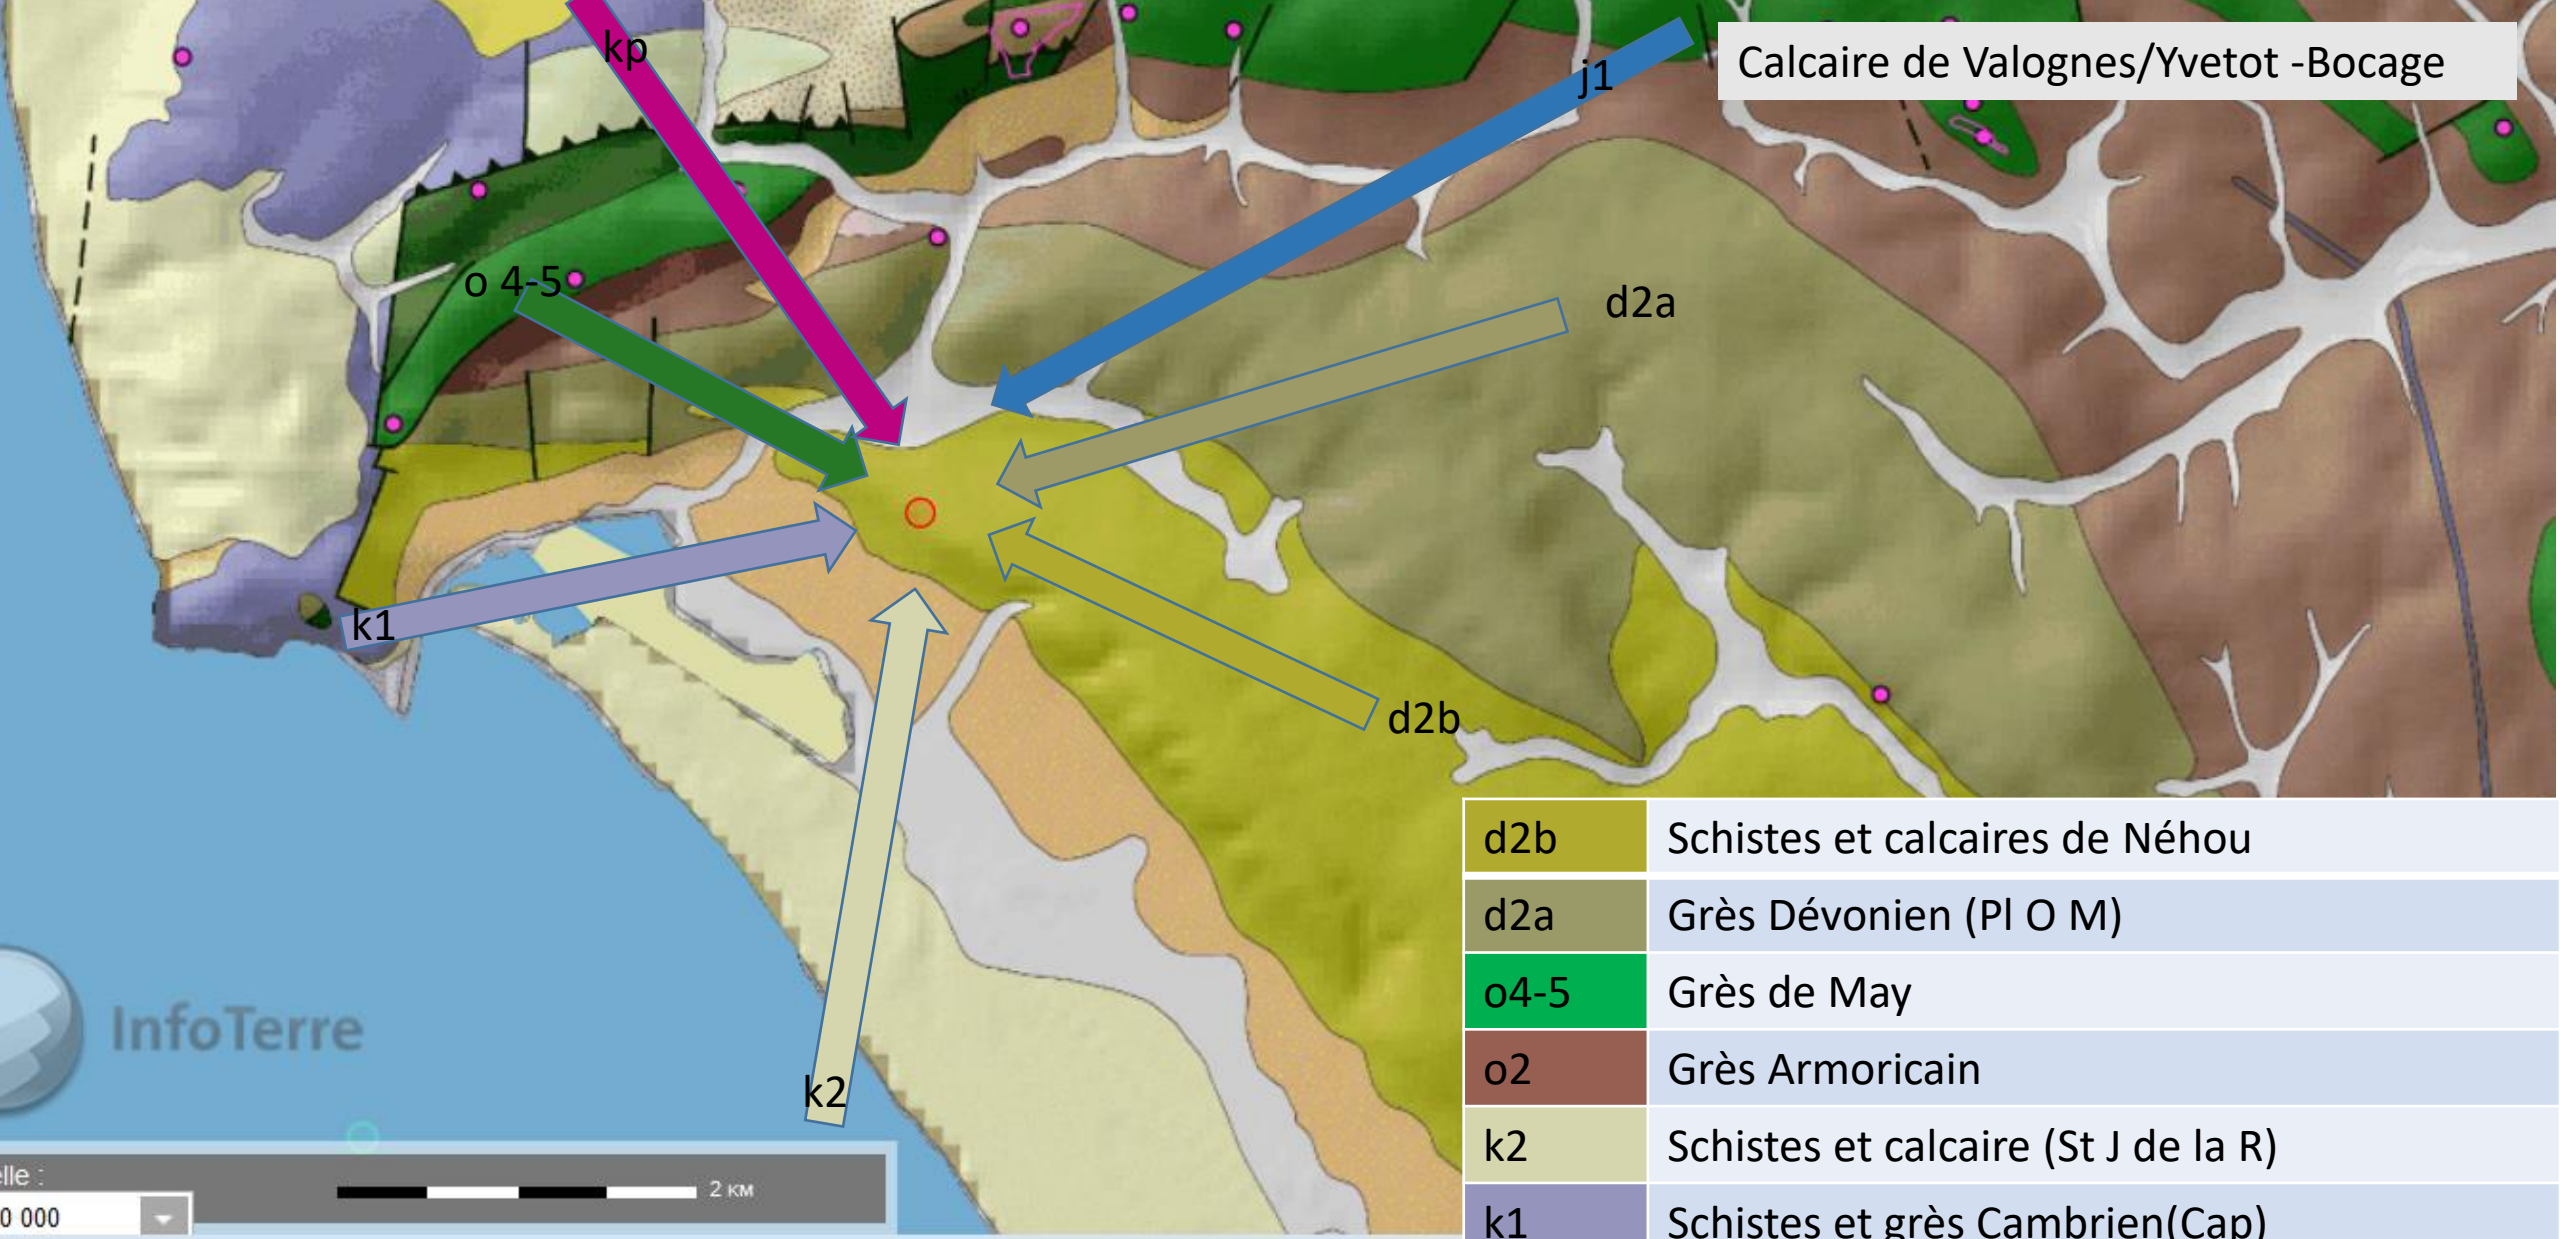 kp
Calcaire de Valognes/Yvetot -Bocage
j1
o 4-5
d2a
k1
d2b
k2
InfoTerre
elle :
0 000
2 км
d2b Schistes et calcaires de Néhou
d2a Grès Dévonien (Pl O M)
o4-5 Grès de May
o2 Grès Armoricain
k2 Schistes et calcaire (St J de la R)
k1 Schistes et grès Cambrien(Cap)